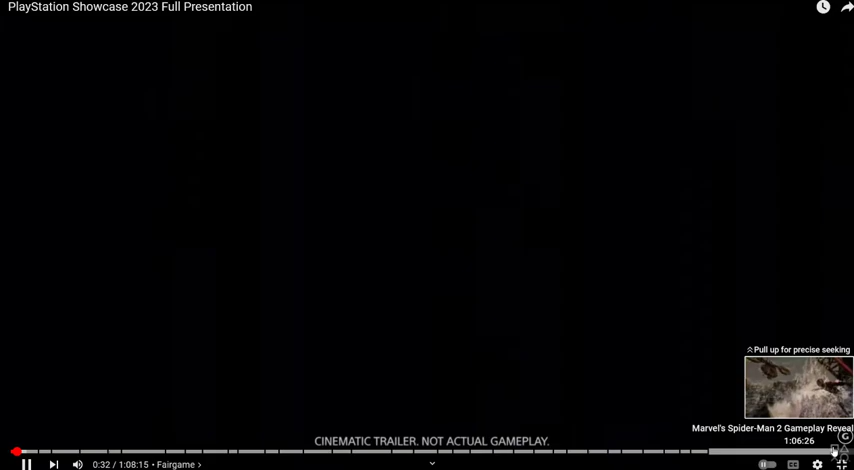 PlayStation Showcase 2023 Full Presentation
Pull up for precise seeking
Marvel's Spider-Man 2 Gameplay Reveal
1:06:26
CINEMATIC TRAILER. NOT ACTUAL GAMEPLAY.
0:32 / 1:08:15 • Fairgame >
CC
G